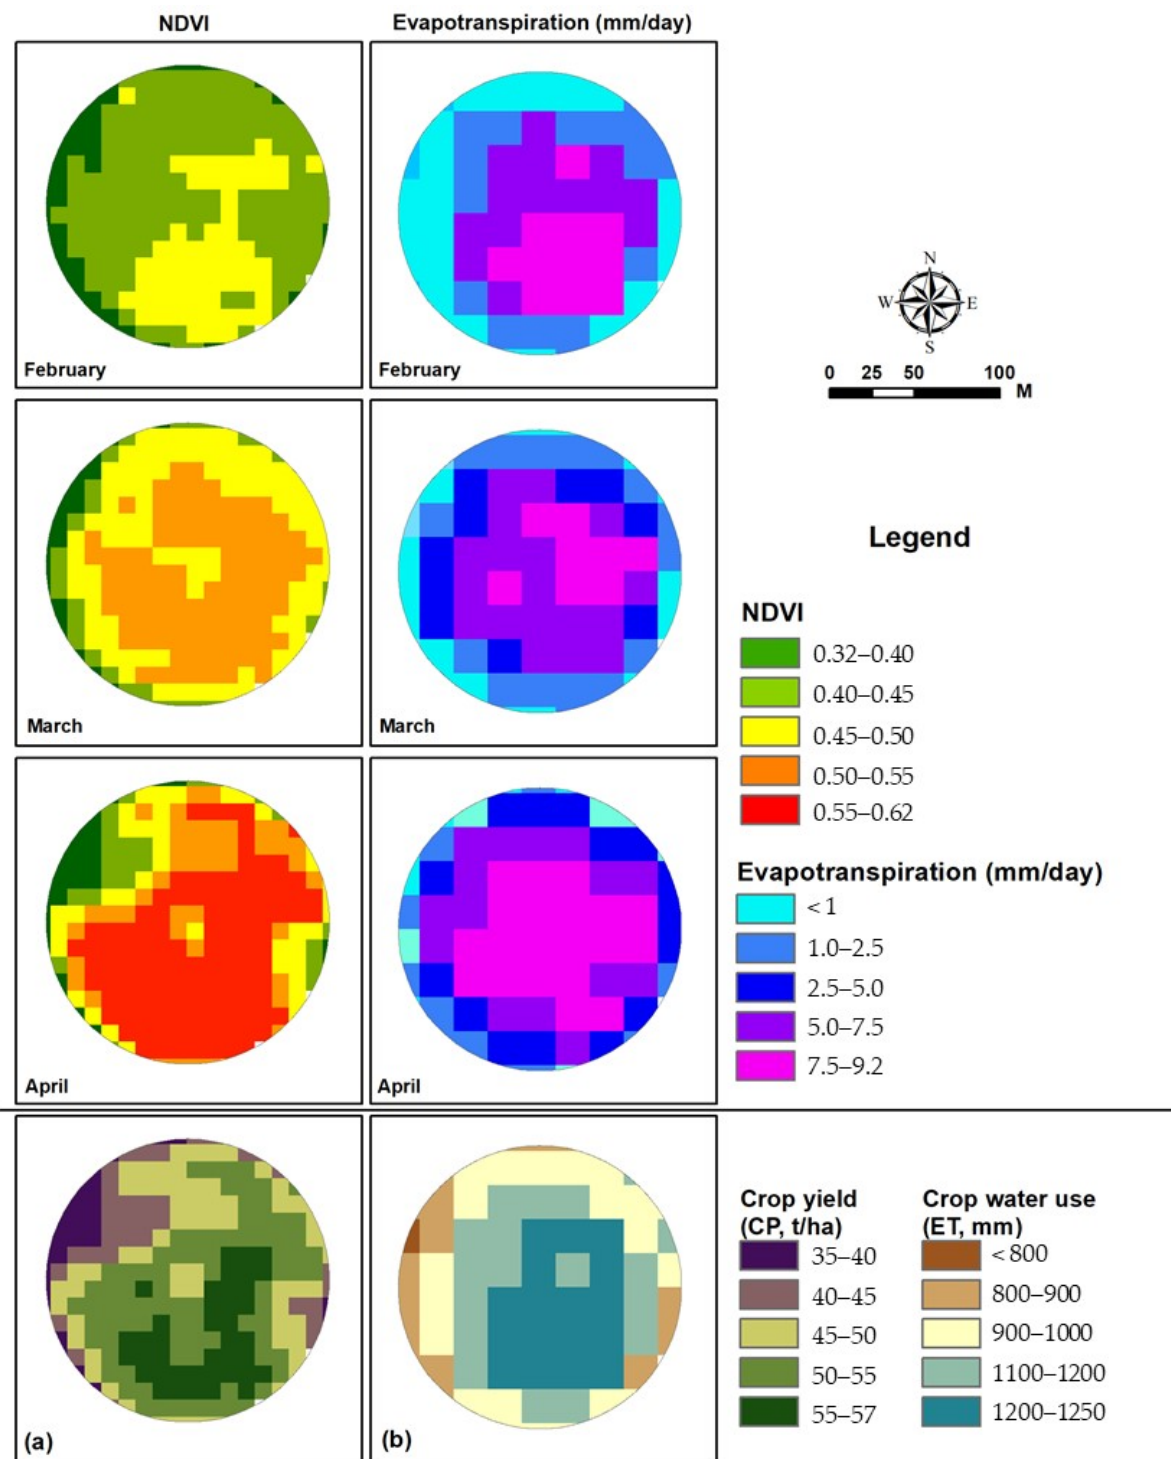 NDVI
Evapotranspiration (mm/day)
February
February
N
W
E
S
0 25 50 100 M
March
March
Legend
NDVI
0.32–0.40
0.40–0.45
0.45–0.50
0.50–0.55
0.55–0.62
April
April
Evapotranspiration (mm/day)
< 1
1.0–2.5
2.5–5.0
5.0–7.5
7.5–9.2
(a)
(b)
Crop yield
(CP, t/ha)
35–40
40–45
45–50
50–55
55–57
Crop water use
(ET, mm)
< 800
800–900
900–1000
1100–1200
1200–1250